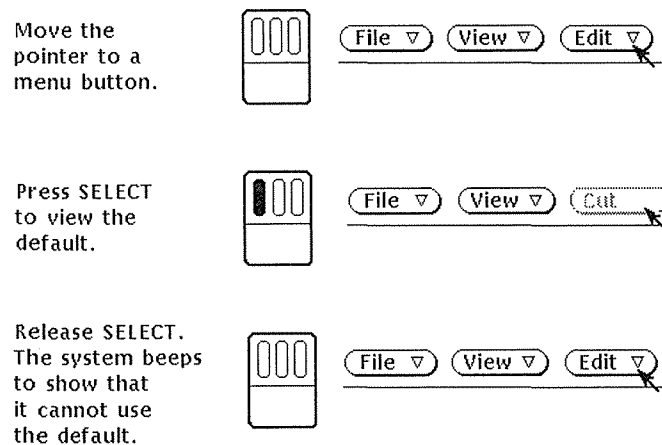 Move the
pointer to a
menu button.
File ▽ View ▽ Edit ▽
Press SELECT
to view the
default.
File ▽ View ▽ Cut
Release SELECT.
The system beeps
to show that
it cannot use
the default.
File ▽ View ▽ Edit ▽